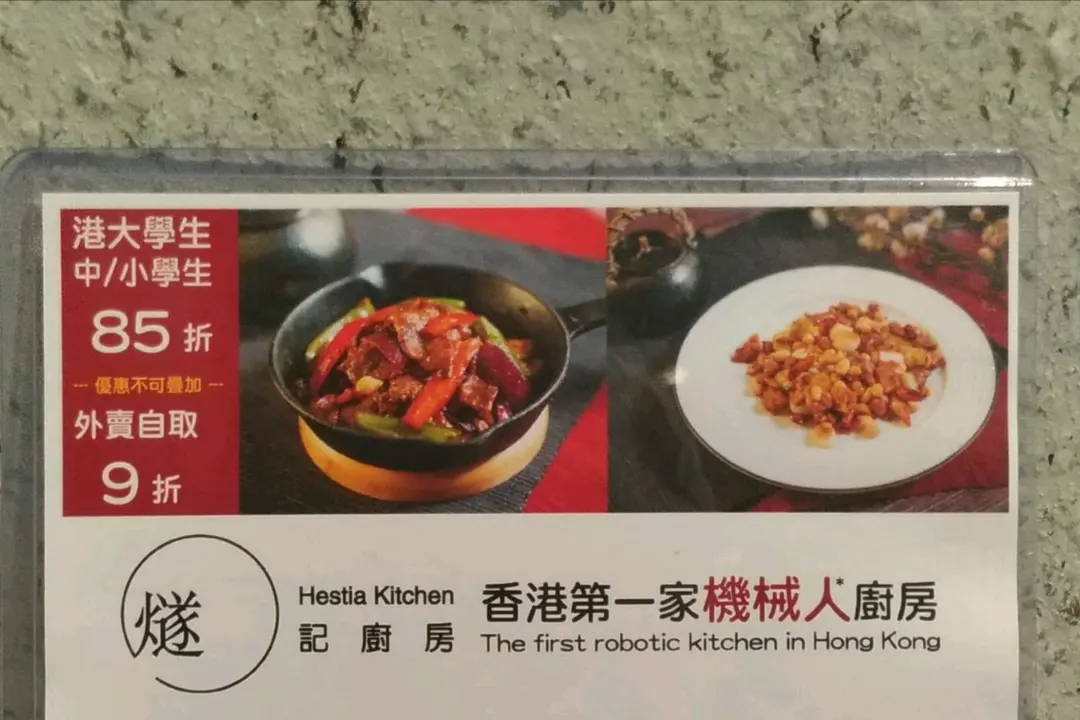 港大學生
中/小學生
85 折
--- 優惠不可疊加 ---
外賣自取
9 折
燧
Hestia Kitchen
記 廚 房
香港第一家機械人*廚房
The first robotic kitchen in Hong Kong